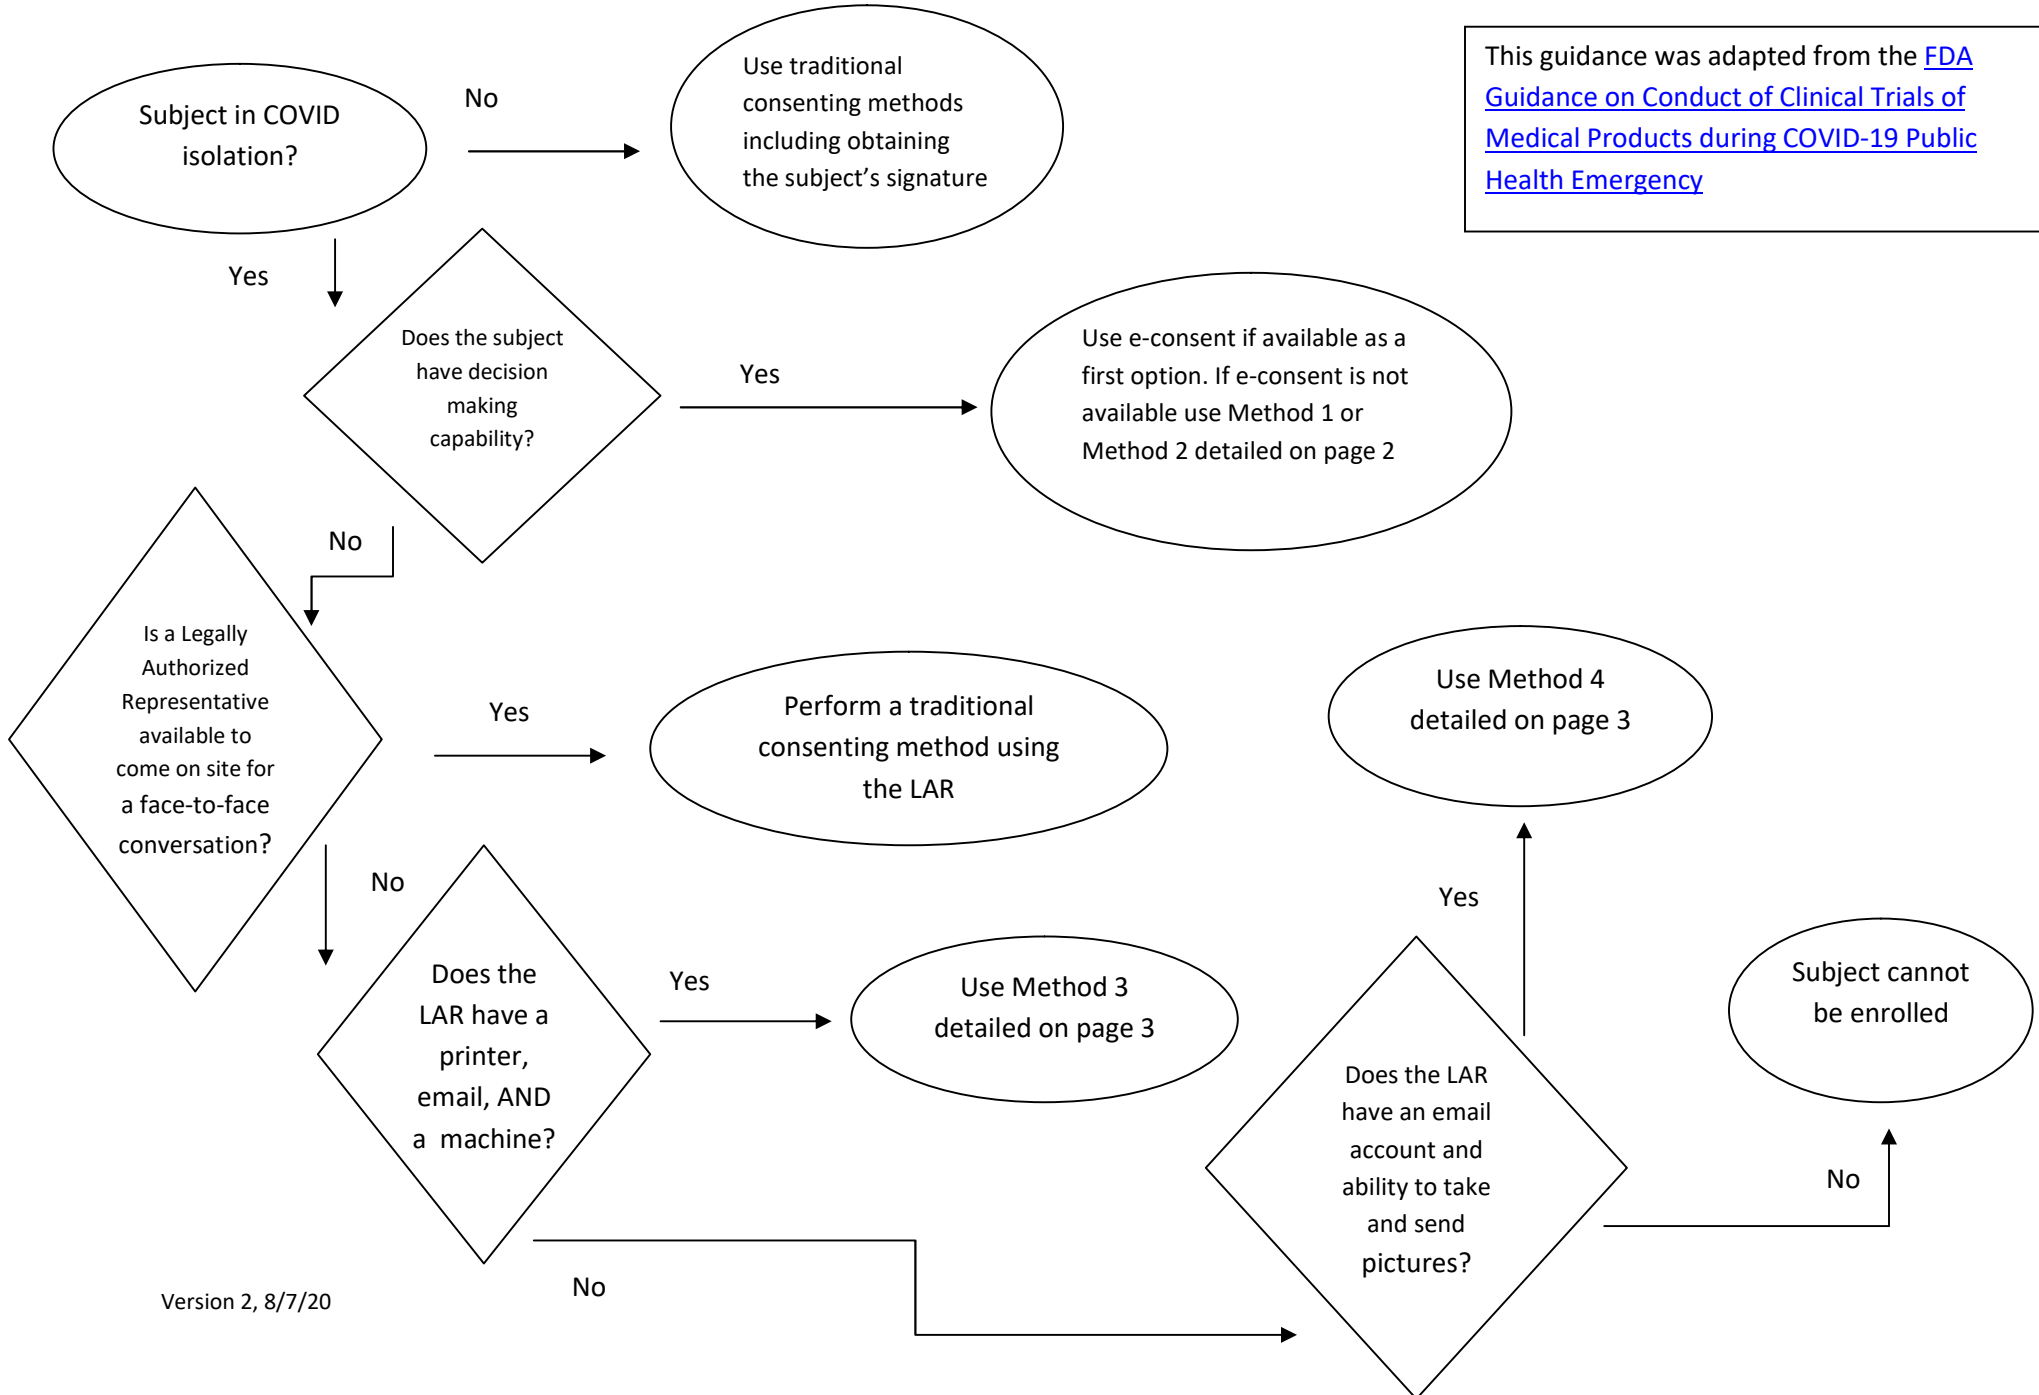 Subject in COVID
isolation?
No
Use traditional
consenting methods
including obtaining
the subject’s signature
This guidance was adapted from the FDA
Guidance on Conduct of Clinical Trials of
Medical Products during COVID-19 Public
Health Emergency
Yes
Does the subject
have decision
making
capability?
Yes
Use e-consent if available as a
first option. If e-consent is not
available use Method 1 or
Method 2 detailed on page 2
No
Is a Legally
Authorized
Representative
available to
come on site for
a face-to-face
conversation?
Yes
Perform a traditional
consenting method using
the LAR
No
Does the
LAR have a
printer,
email, AND
a  machine?
Yes
Use Method 3
detailed on page 3
No
Does the LAR
have an email
account and
ability to take
and send
pictures?
Yes
Use Method 4
detailed on page 3
No
Subject cannot
be enrolled
Version 2, 8/7/20